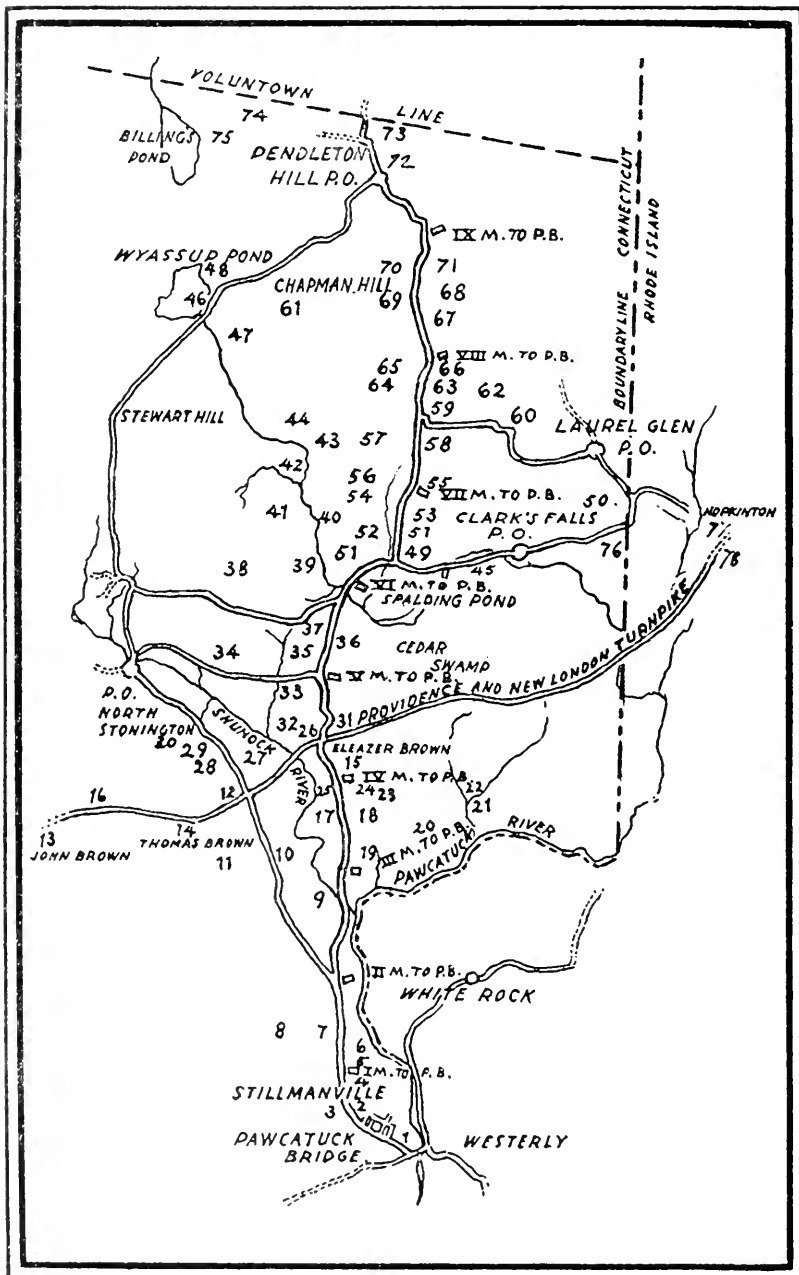 VOLUNTOWN LINE
74
73
BILLING'S POND
75
PENDLETON HILL P.O.
72
IX M. TO P.B.
WYASSUP POND
48
46
CHAPMAN HILL
70
71
61
69
68
67
47
BOUNDARY LINE CONNECTICUT
RHODE ISLAND
65
VIII M. TO P.B.
66
64
63
62
59
60
STEWART HILL
44
43
57
58
LAUREL GLEN P.O.
42
56
54
55
VII M. TO P.B.
50
41
40
53
CLARK'S FALLS P.O.
HOPKINTON
77
78
52
51
51
49
45
76
38
39
VI M. TO P.B.
SPALDING POND
37
36
34
35
CEDAR SWAMP
V M. TO P.B.
33
PROVIDENCE AND NEW LONDON TURNPIKE
P.O. NORTH STONINGTON
SHUNOCK RIVER
32
26
31
30
29
28
27
ELEAZER BROWN
15
IV M. TO P.B.
25
24
23
22
21
16
12
17
18
13
JOHN BROWN
14
THOMAS BROWN
11
10
19
20
III M. TO P.B.
PAWCATUCK RIVER
9
II M. TO P.B.
WHITE ROCK
8
7
6
5
I M. TO P.B.
4
STILLMANVILLE
3
2
1
PAWCATUCK BRIDGE
WESTERLY